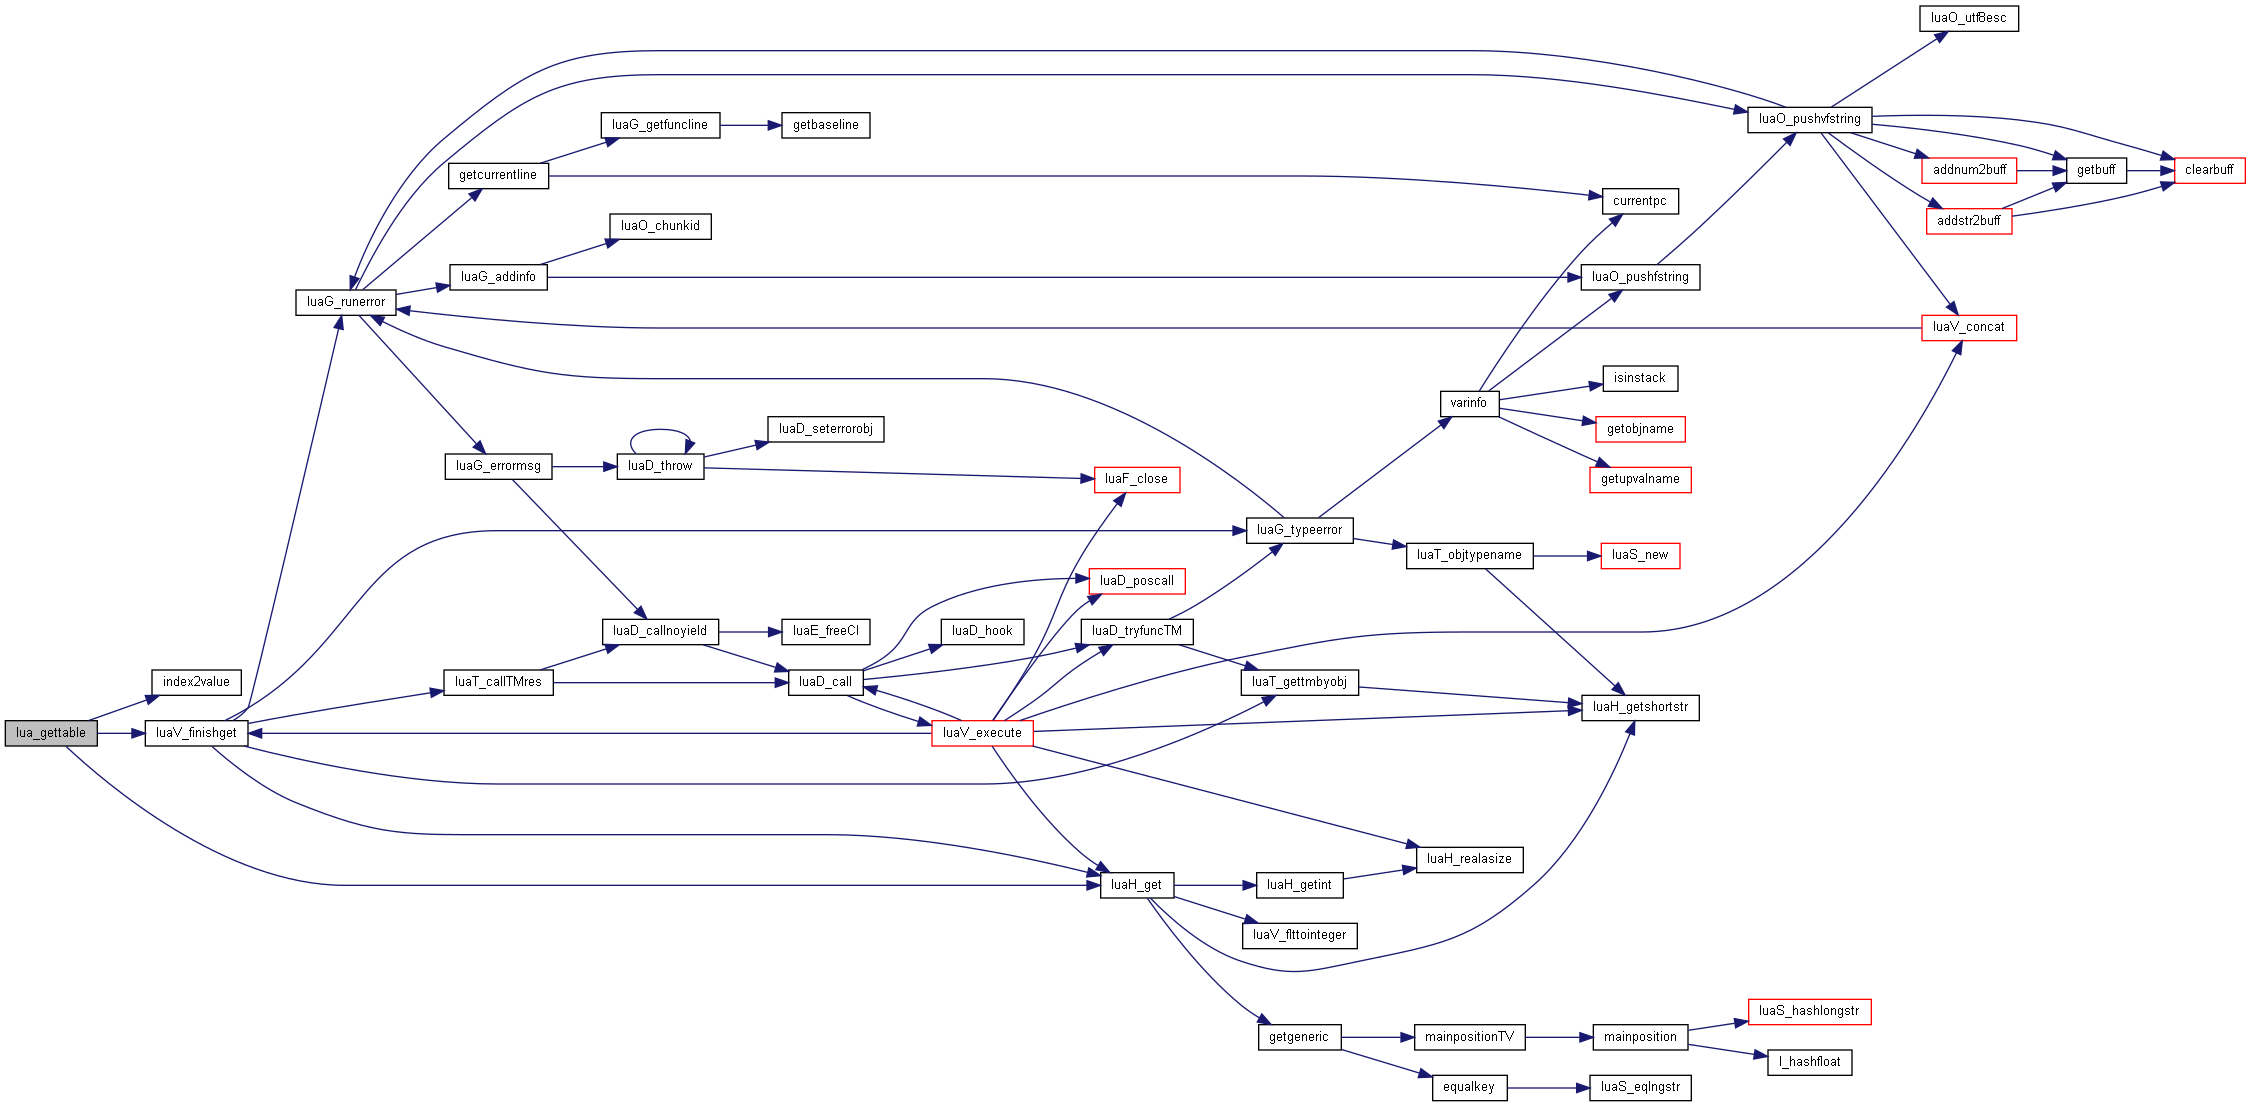 luaO_utf8esc
luaO_pushvfstring
luaG_getfuncline
getbaseline
getcurrentline
addnum2buff
getbuff
clearbuff
currentpc
addstr2buff
luaO_chunkid
luaG_addinfo
luaO_pushfstring
luaG_runerror
luaV_concat
isinstack
varinfo
luaD_seterrorobj
getobjname
luaG_errormsg
luaD_throw
luaF_close
getupvalname
luaG_typeerror
luaT_objtypename
luaS_new
luaD_poscall
luaD_callnoyield
luaE_freeCI
luaD_hook
luaD_tryfuncTM
index2value
luaT_callTMres
luaD_call
luaT_gettmbyobj
luaH_getshortstr
lua_gettable
luaV_finishget
luaV_execute
luaH_realasize
luaH_get
luaH_getint
luaV_flttointeger
luaS_hashlongstr
getgeneric
mainpositionTV
mainposition
l_hashfloat
equalkey
luaS_eqlngstr